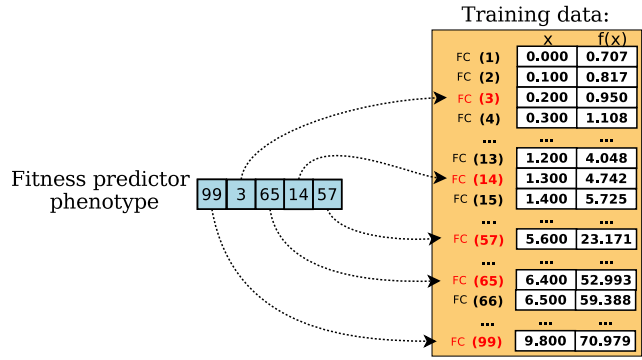 Training data:
x f(x)
FC (1) 0.000 0.707
FC (2) 0.100 0.817
FC (3) 0.200 0.950
FC (4) 0.300 1.108
... ... ...
FC (13) 1.200 4.048
FC (14) 1.300 4.742
FC (15) 1.400 5.725
... ... ...
FC (57) 5.600 23.171
... ... ...
FC (65) 6.400 52.993
FC (66) 6.500 59.388
... ... ...
FC (99) 9.800 70.979
Fitness predictor
phenotype
99 3 65 14 57